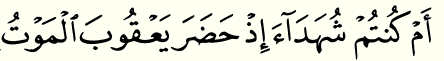 أَمْ كُنتُمْ شُهَدَآءَ إِذْ حَضَرَ يَعْقُوبَ ٱلْمَوْتُ